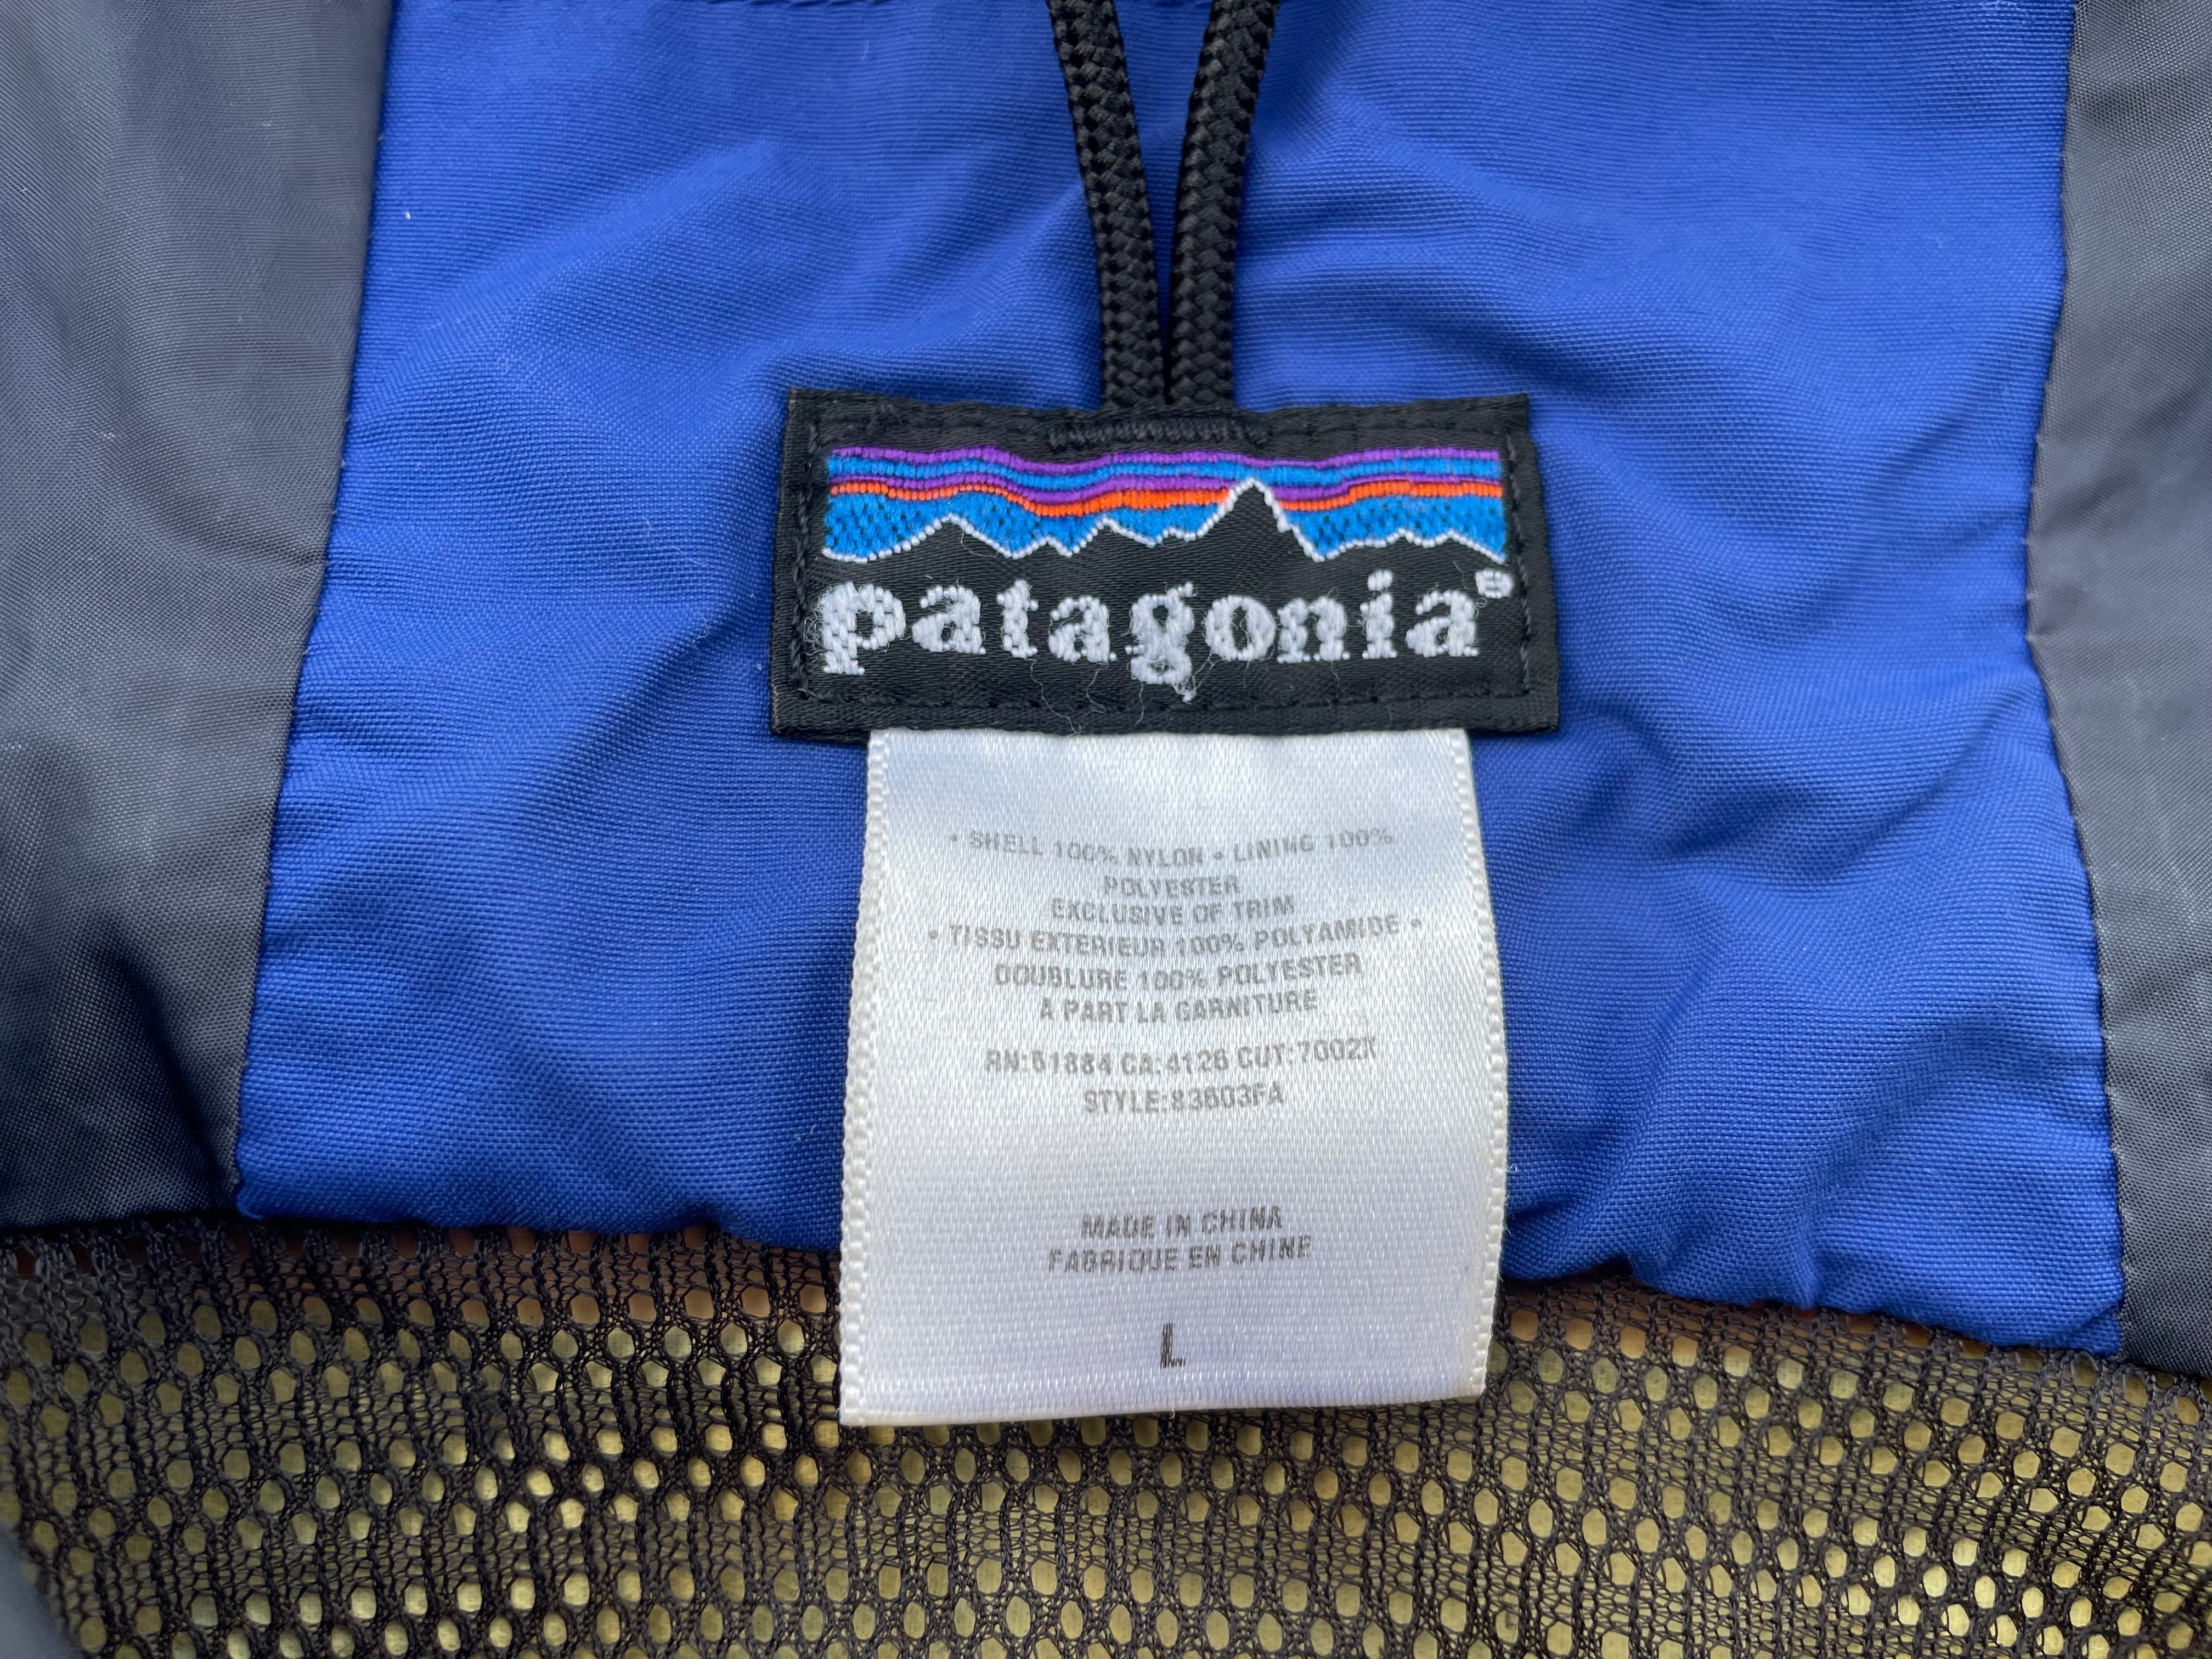 patagonia®
• SHELL 100% NYLON • LINING 100%
POLYESTER
EXCLUSIVE OF TRIM
• TISSU EXTERIEUR 100% POLYAMIDE •
DOUBLURE 100% POLYESTER
A PART LA GARNITURE
RN:51884 CA:4126 CUT:7002X
STYLE:83603FA
MADE IN CHINA
FABRIQUE EN CHINE
L